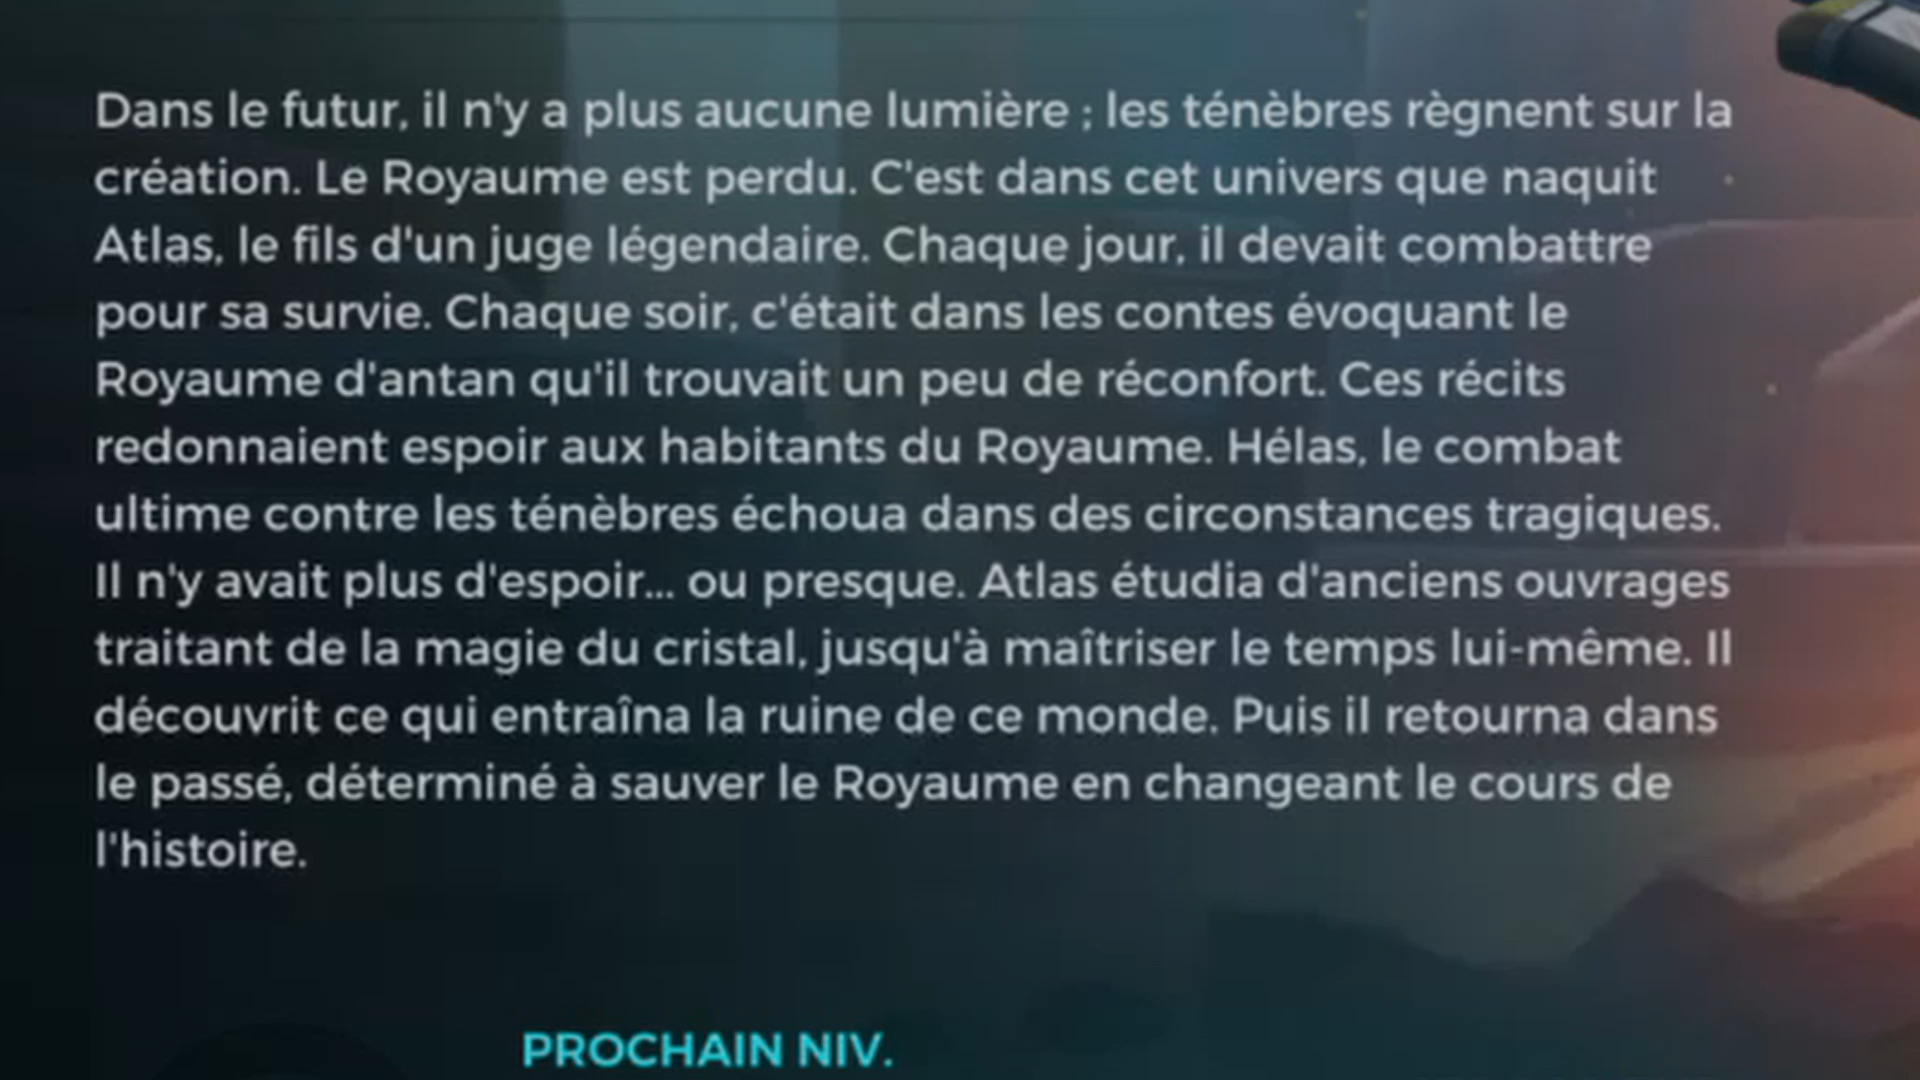 Dans le futur, il n'y a plus aucune lumière ; les ténèbres règnent sur la
création. Le Royaume est perdu. C'est dans cet univers que naquit
Atlas, le fils d'un juge légendaire. Chaque jour, il devait combattre
pour sa survie. Chaque soir, c'était dans les contes évoquant le
Royaume d'antan qu'il trouvait un peu de réconfort. Ces récits
redonnaient espoir aux habitants du Royaume. Hélas, le combat
ultime contre les ténèbres échoua dans des circonstances tragiques.
Il n'y avait plus d'espoir... ou presque. Atlas étudia d'anciens ouvrages
traitant de la magie du cristal, jusqu'à maîtriser le temps lui-même. Il
découvrit ce qui entraîna la ruine de ce monde. Puis il retourna dans
le passé, déterminé à sauver le Royaume en changeant le cours de
l'histoire.
PROCHAIN NIV.